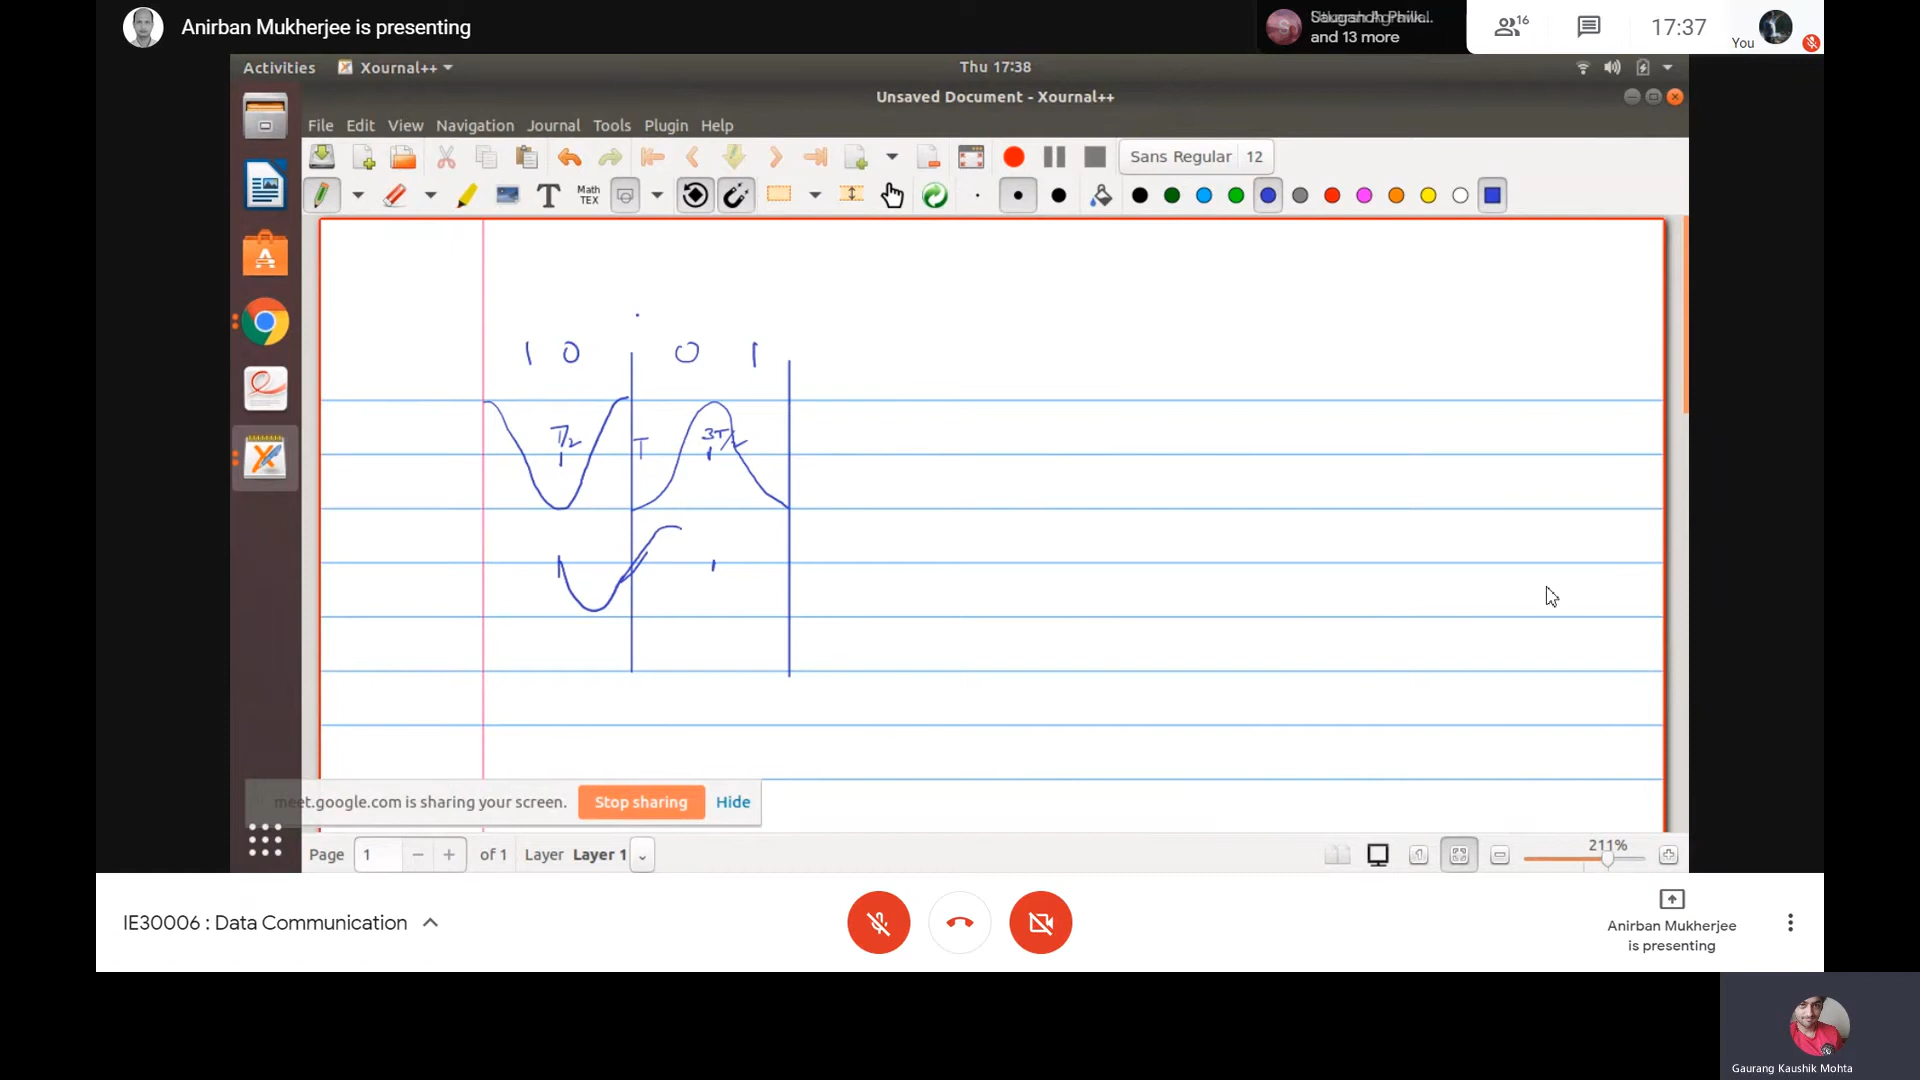 Anirban Mukherjee is presenting
and 13 more
16
17:37
You
Activities
Xournal++
Thu 17:38
Unsaved Document - Xournal++
File Edit View Navigation Journal Tools Plugin Help
Sans Regular 12
T
Math
TEX
1 0 0 1
T/2 T 3T/2
meet.google.com is sharing your screen. Stop sharing Hide
Page 1 - + of 1 Layer Layer 1
211%
IE30006 : Data Communication
Anirban Mukherjee
is presenting
Gaurang Kaushik Mohta